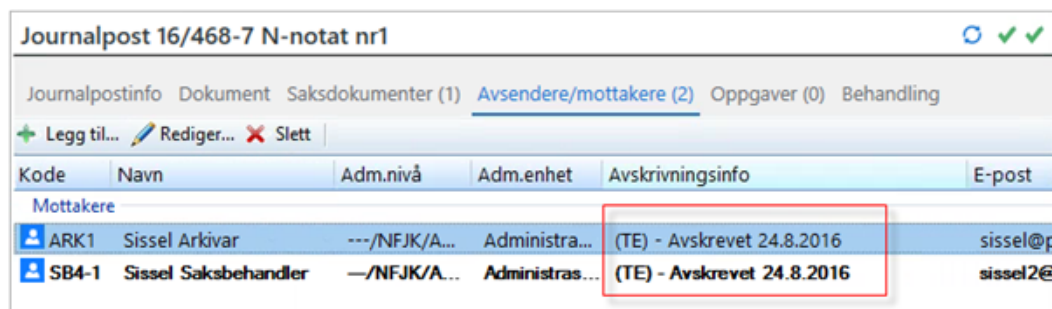 Journalpost 16/468-7 N-notat nr1
Journalpostinfo Dokument Saksdokumenter (1) Avsendere/mottakere (2) Oppgaver (0) Behandling
Legg til... Rediger... Slett
Kode Navn Adm.nivå Adm.enhet Avskrivningsinfo E-post
Mottakere
ARK1 Sissel Arkivar ---/NFJK/A... Administra... (TE) - Avskrevet 24.8.2016 sissel@p
SB4-1 Sissel Saksbehandler ---/NFJK/A... Administras... (TE) - Avskrevet 24.8.2016 sissel2@